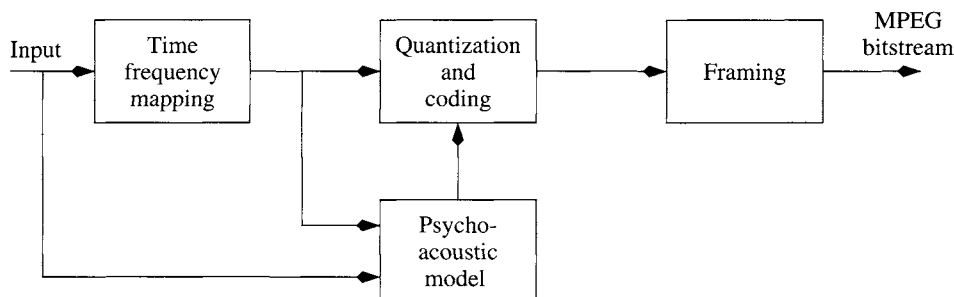 Input
Time
frequency
mapping
Quantization
and
coding
Framing
MPEG
bitstream
Psycho-
acoustic
model